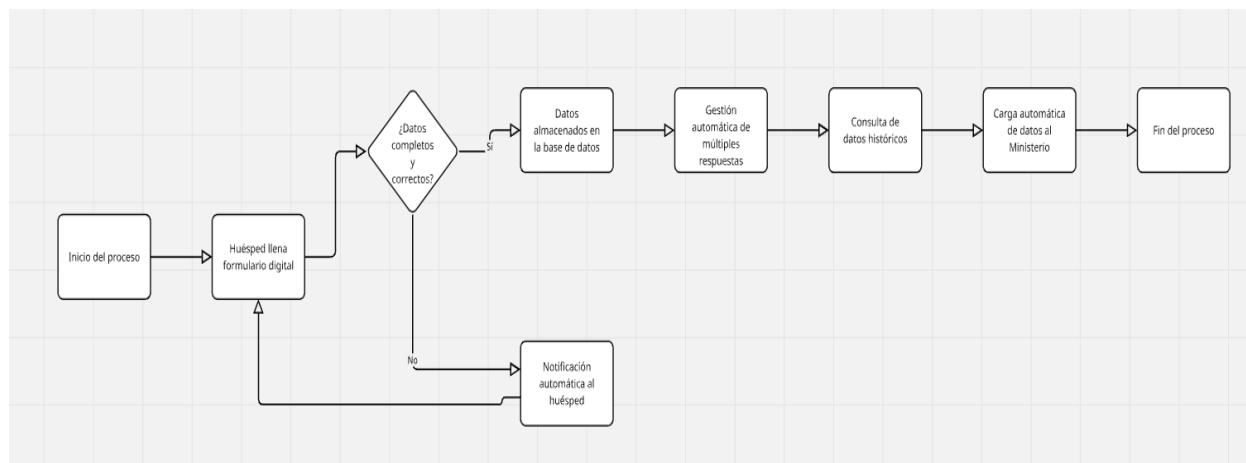 Inicio del proceso
Huésped llena
formulario digital
¿Datos
completos
y
correctos?
Sí
Datos
almacenados en
la base de datos
Gestión
automática de
múltiples
respuestas
Consulta de
datos históricos
Carga automática
de datos al
Ministerio
Fin del proceso
No
Notificación
automática al
huésped